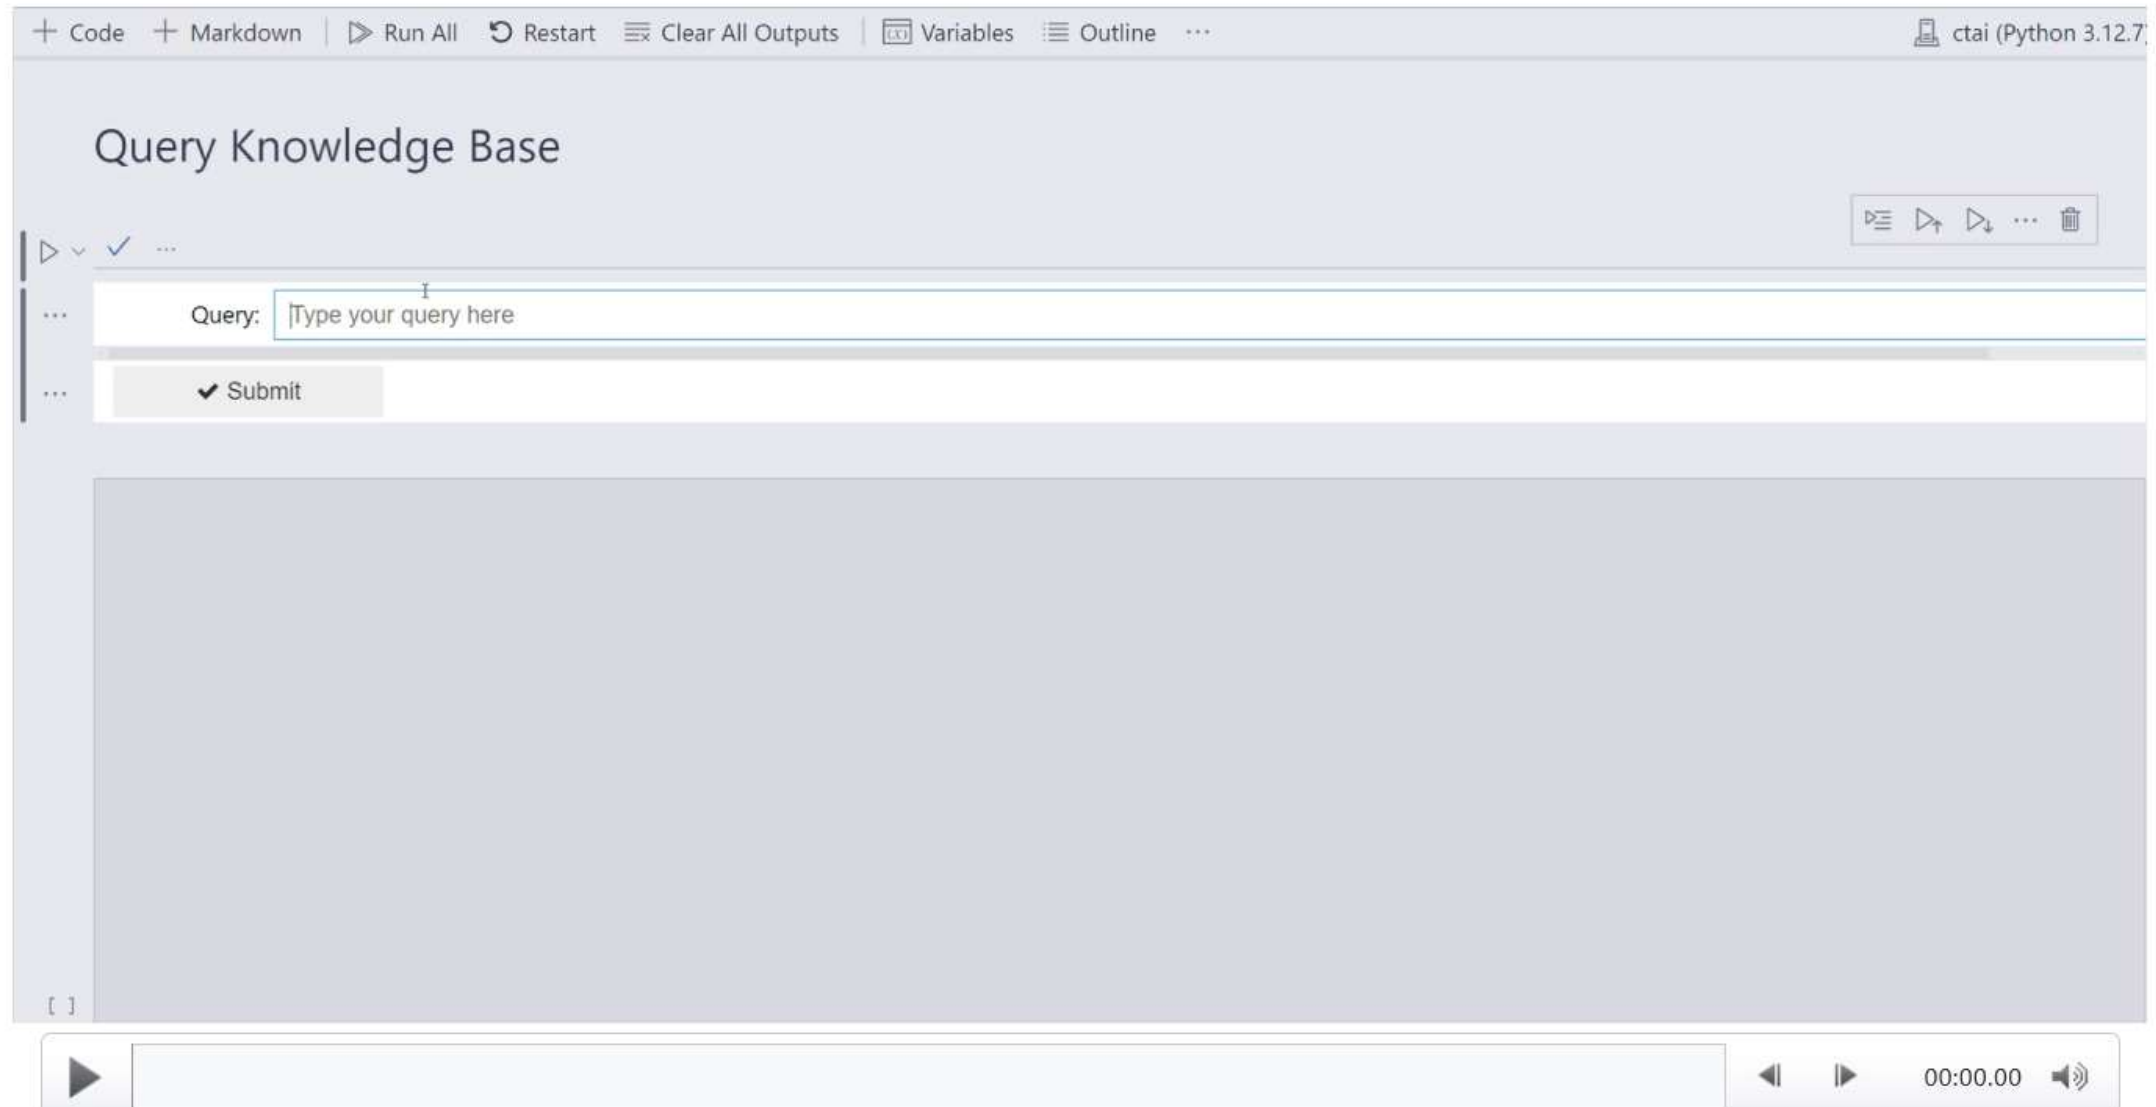 Code Markdown Run All Restart Clear All Outputs Variables Outline ... ctai (Python 3.12.7)
Query Knowledge Base
Query: Type your query here
Submit
[ ]
00:00.00